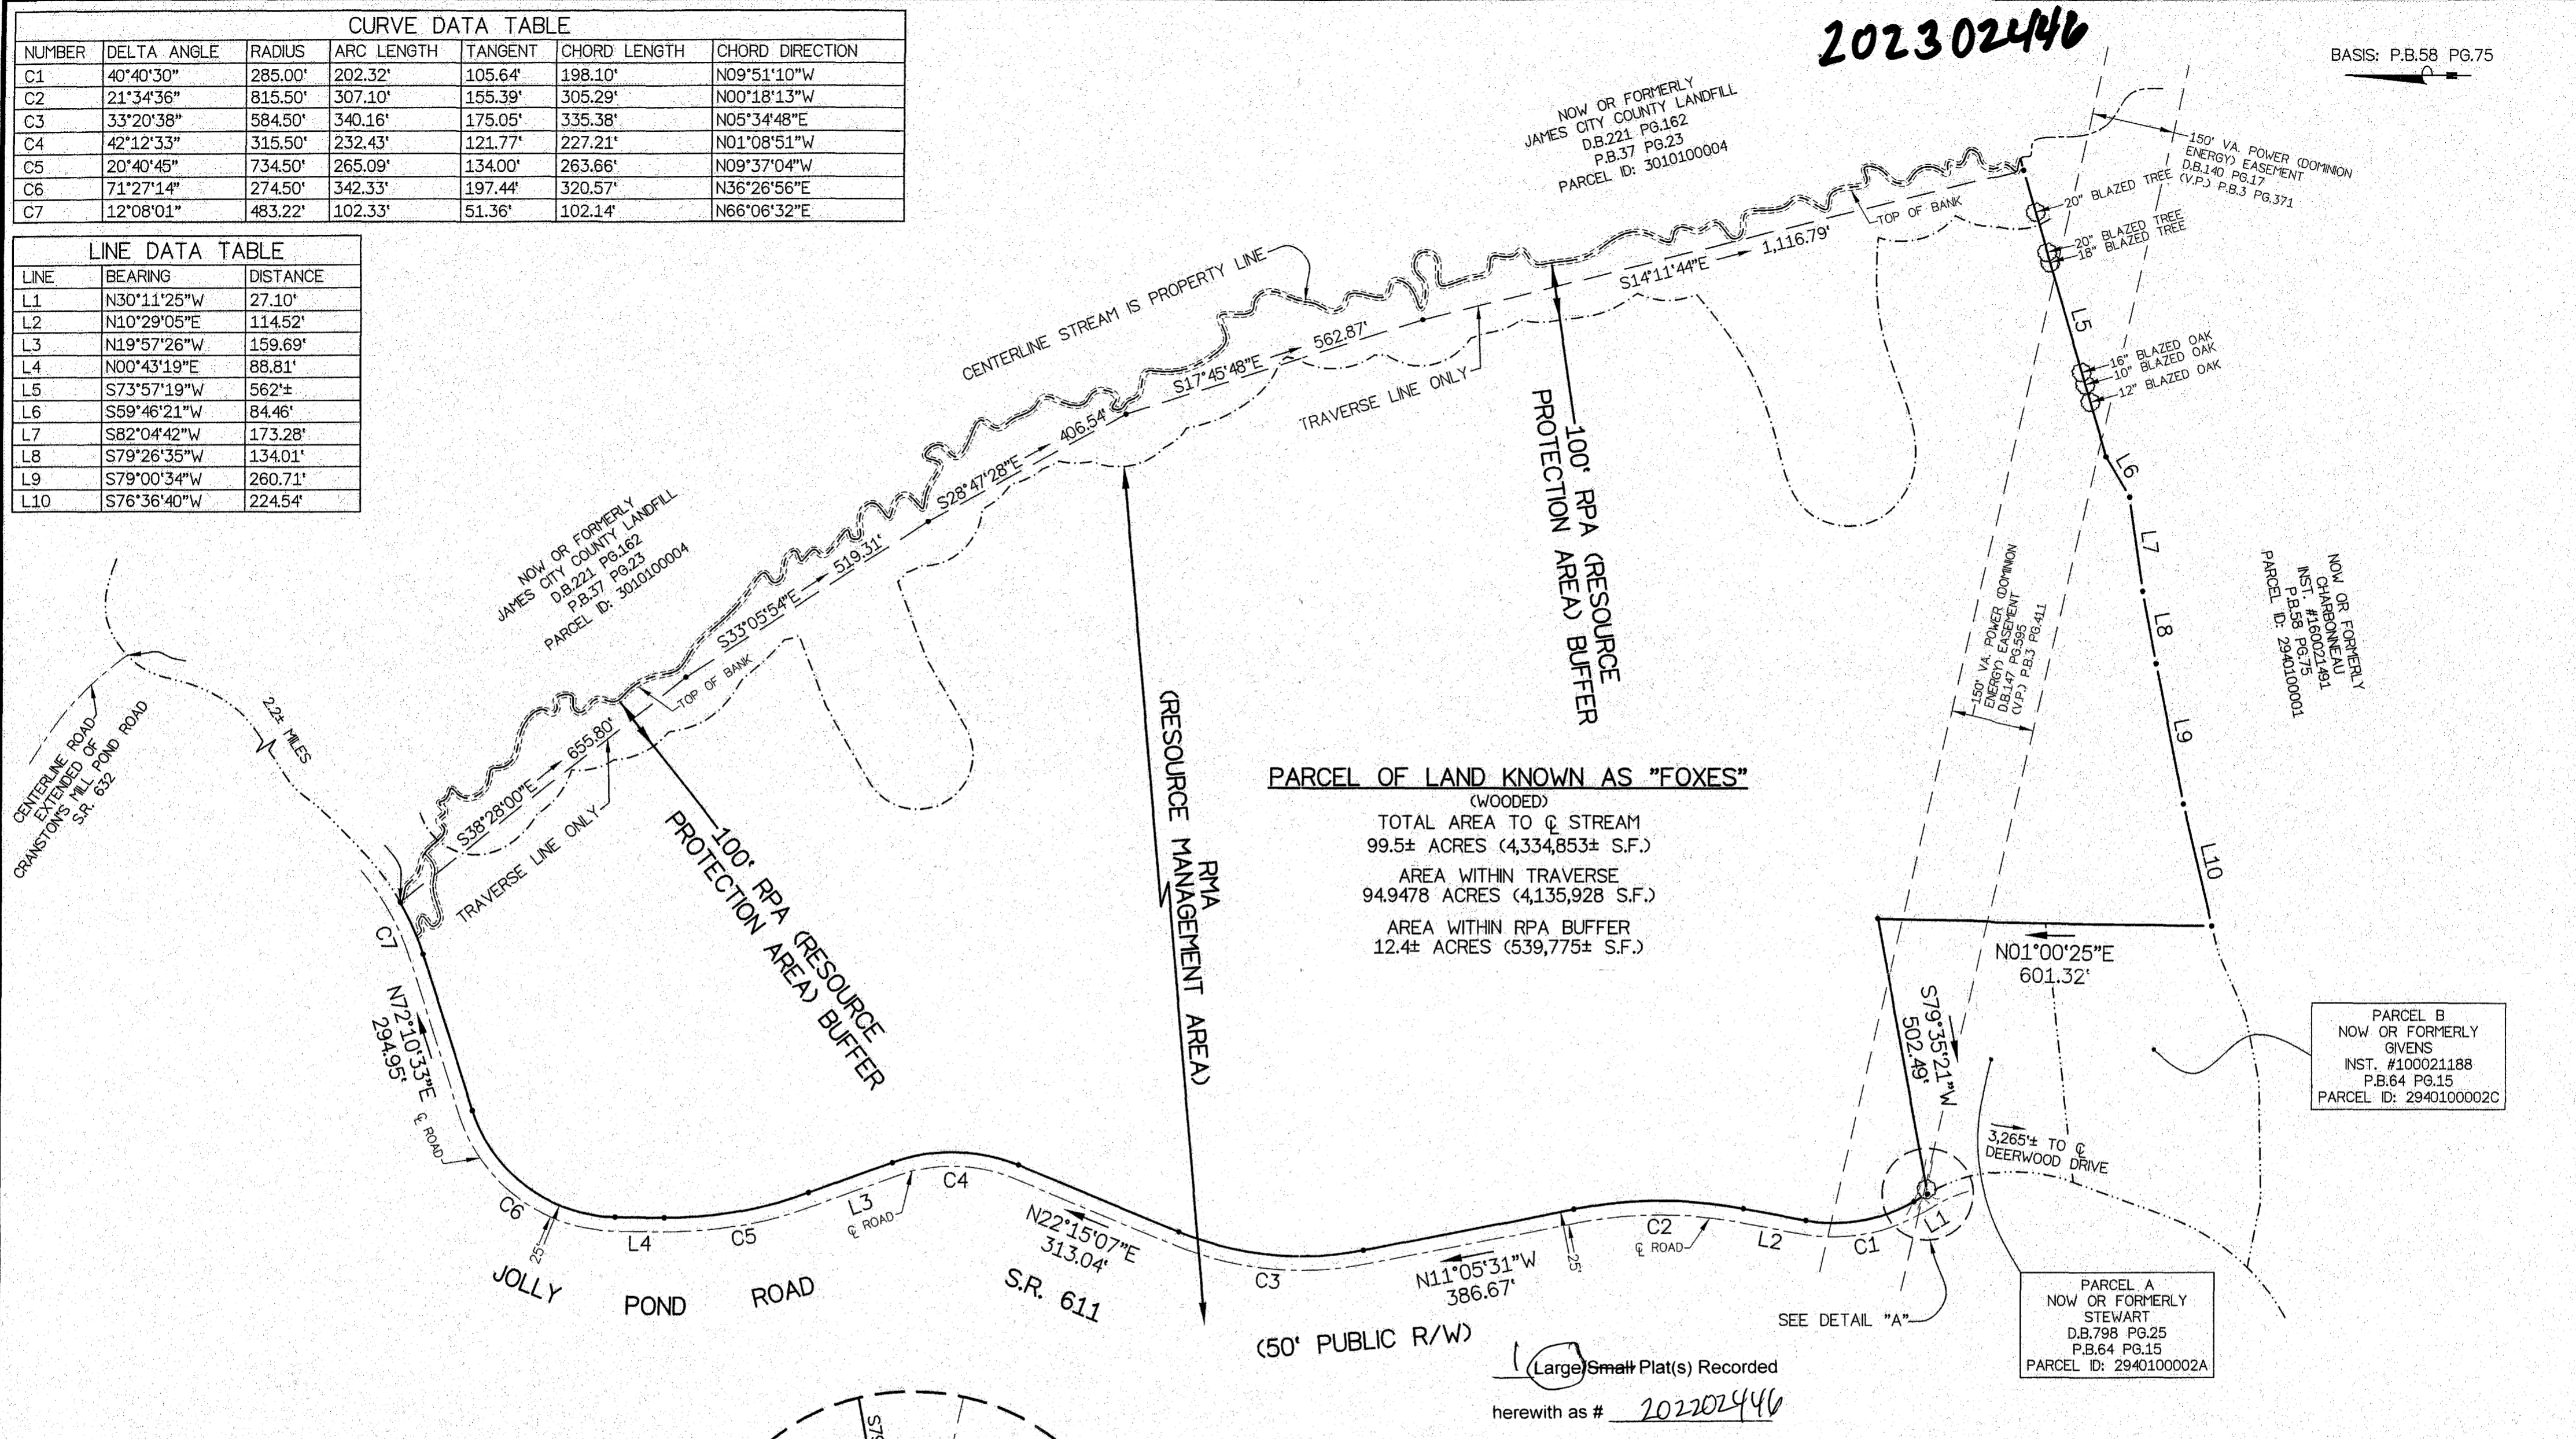 CURVE DATA TABLE
NUMBER DELTA ANGLE RADIUS ARC LENGTH TANGENT CHORD LENGTH CHORD DIRECTION
C1 40°40'30" 285.00' 202.32' 105.64' 198.10' N09°51'10"W
C2 21°34'36" 815.50' 307.10' 155.39' 305.29' N00°18'13"W
C3 33°20'38" 584.50' 340.16' 175.05' 335.38' N05°34'48"E
C4 42°12'33" 315.50' 232.43' 121.77' 227.21' N01°08'51"W
C5 20°40'45" 734.50' 265.09' 134.00' 263.66' N09°37'04"W
C6 71°27'14" 274.50' 342.33' 197.44' 320.57' N36°26'56"E
C7 12°08'01" 483.22' 102.33' 51.36' 102.14' N66°06'32"E
LINE DATA TABLE
LINE BEARING DISTANCE
L1 N30°11'25"W 27.10'
L2 N10°29'05"E 114.52'
L3 N19°57'26"W 159.69'
L4 N00°43'19"E 88.81'
L5 S73°57'19"W 562'±
L6 S59°46'21"W 84.46'
L7 S82°04'42"W 173.28'
L8 S79°26'35"W 134.01'
L9 S79°00'34"W 260.71'
L10 S76°36'40"W 224.54'
202302446
BASIS: P.B.58 PG.75
NOW OR FORMERLY
JAMES CITY COUNTY LANDFILL
D.B.221 PG.162
P.B.37 PG.23
PARCEL ID: 3010100004
150' VA. POWER (DOMINION
ENERGY) EASEMENT
D.B.140 PG.17
(V.P.) P.B.3 PG.371
20" BLAZED TREE
20" BLAZED TREE
18" BLAZED TREE
TOP OF BANK
S14°11'44"E 1,116.79'
L5
16" BLAZED OAK
10" BLAZED OAK
12" BLAZED OAK
CENTERLINE STREAM IS PROPERTY LINE
S17°45'48"E 562.87'
TRAVERSE LINE ONLY
100' RPA (RESOURCE
PROTECTION AREA) BUFFER
S28°47'28"E 406.54'
L6
L7
L8
L9
L10
NOW OR FORMERLY
CHARBONNEAU
INST. #160021491
P.B.58 PG.75
PARCEL ID: 2940100001
150' VA. POWER (DOMINION
ENERGY) EASEMENT
D.B.147 PG.595
(V.P.) P.B.3 PG.411
NOW OR FORMERLY
JAMES CITY COUNTY LANDFILL
D.B.221 PG.162
P.B.37 PG.23
PARCEL ID: 3010100004
S33°05'54"E 519.31'
TOP OF BANK
S38°28'00"E 655.80'
TRAVERSE LINE ONLY
2.2± MILES
CENTERLINE ROAD
EXTENDED OF
CRANSTON'S MILL POND ROAD
S.R. 632
100' RPA (RESOURCE
PROTECTION AREA) BUFFER
RMA
(RESOURCE MANAGEMENT AREA)
PARCEL OF LAND KNOWN AS "FOXES"
(WOODED)
TOTAL AREA TO ℄ STREAM
99.5± ACRES (4,334,853± S.F.)
AREA WITHIN TRAVERSE
94.9478 ACRES (4,135,928 S.F.)
AREA WITHIN RPA BUFFER
12.4± ACRES (539,775± S.F.)
N01°00'25"E
601.32'
S79°35'21"W
502.49'
PARCEL B
NOW OR FORMERLY
GIVENS
INST. #100021188
P.B.64 PG.15
PARCEL ID: 2940100002C
3,265'± TO ℄
DEERWOOD DRIVE
C7
N72°10'33"E
294.95'
℄ ROAD
C6
25'
L4
C5
L3
℄ ROAD
C4
N22°15'07"E
313.04'
C3
N11°05'31"W
386.67'
25'
C2
℄ ROAD
L2
C1
L1
JOLLY POND ROAD
S.R. 611
(50' PUBLIC R/W)
SEE DETAIL "A"
PARCEL A
NOW OR FORMERLY
STEWART
D.B.798 PG.25
P.B.64 PG.15
PARCEL ID: 2940100002A
1 Large/Small Plat(s) Recorded
herewith as # 202202446
S79